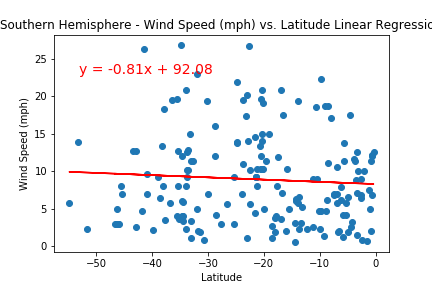 Southern Hemisphere - Wind Speed (mph) vs. Latitude Linear Regressio
y = -0.81x + 92.08
Wind Speed (mph)
25
20
15
10
5
0
−50 −40 −30 −20 −10 0
Latitude